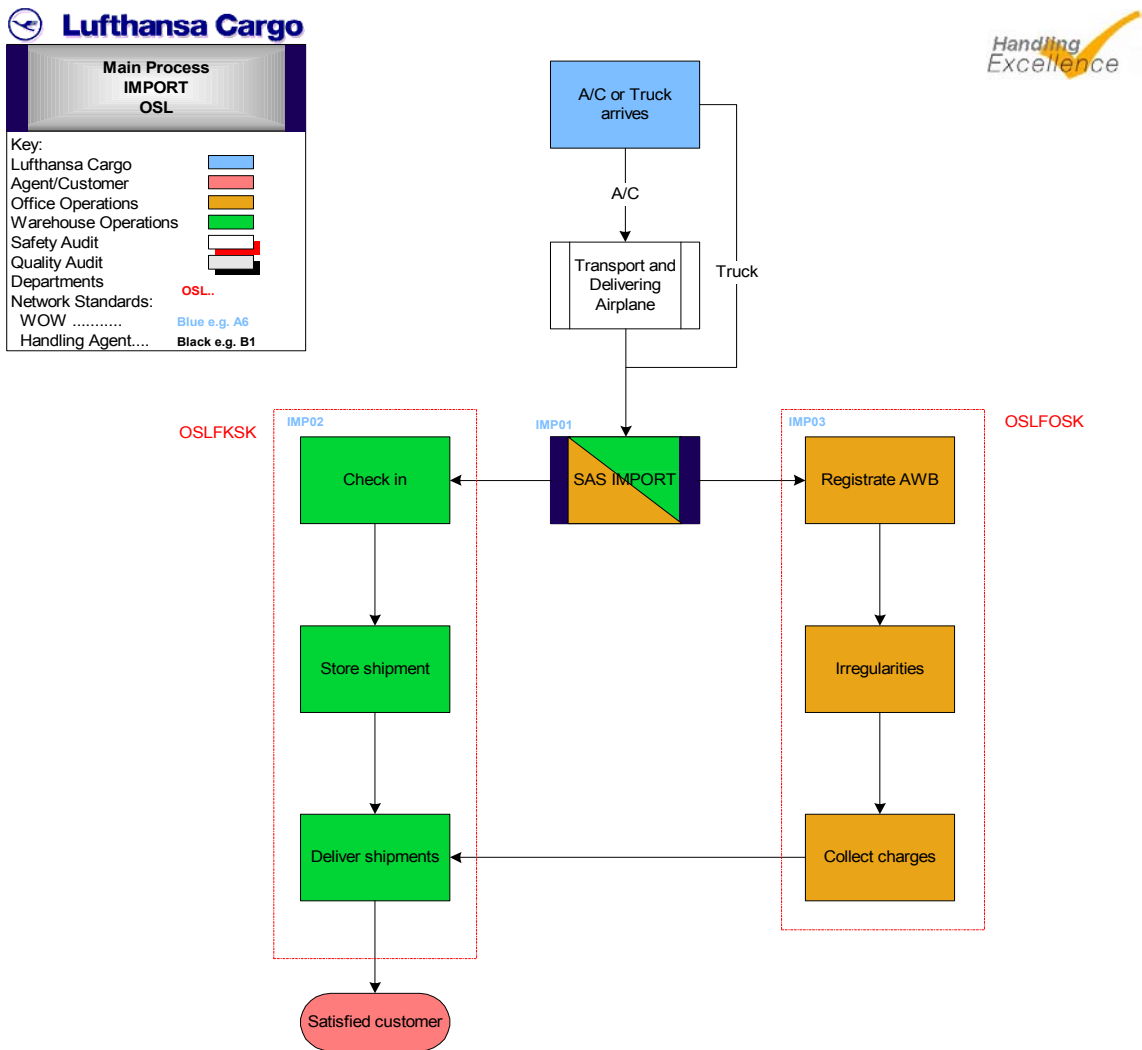 Lufthansa Cargo
Main Process
IMPORT
OSL
Key:
Lufthansa Cargo
Agent/Customer
Office Operations
Warehouse Operations
Safety Audit
Quality Audit
Departments
OSL..
Network Standards:
WOW ........... Blue e.g. A6
Handling Agent.... Black e.g. B1
Handling
Excellence
A/C or Truck
arrives
A/C
Truck
Transport and
Delivering
Airplane
OSLFKSK
IMP02
IMP01
IMP03
OSLFOSK
Check in
SAS IMPORT
Registrate AWB
Store shipment
Irregularities
Deliver shipments
Collect charges
Satisfied customer